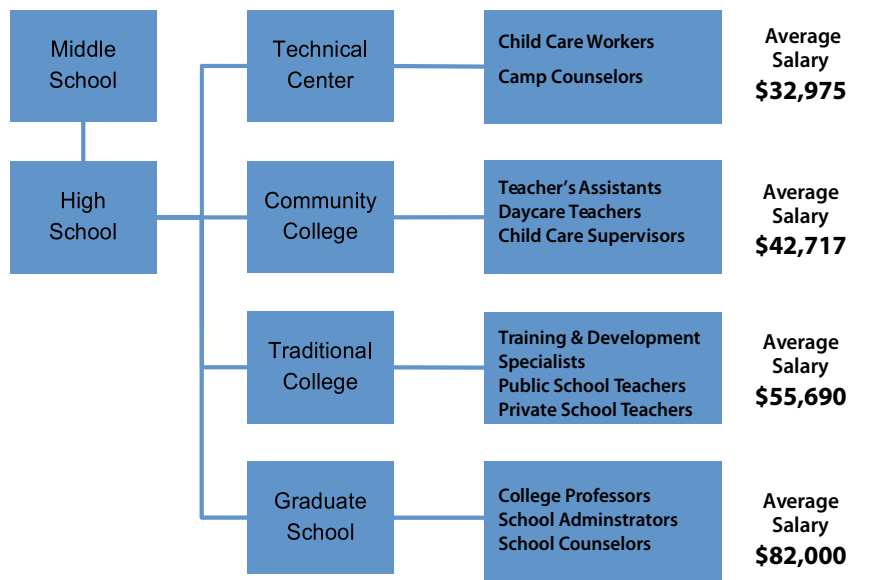 Middle
School
High
School
Technical
Center
Child Care Workers
Camp Counselors
Average
Salary
$32,975
Community
College
Teacher's Assistants
Daycare Teachers
Child Care Supervisors
Average
Salary
$42,717
Traditional
College
Training & Development
Specialists
Public School Teachers
Private School Teachers
Average
Salary
$55,690
Graduate
School
College Professors
School Adminstrators
School Counselors
Average
Salary
$82,000